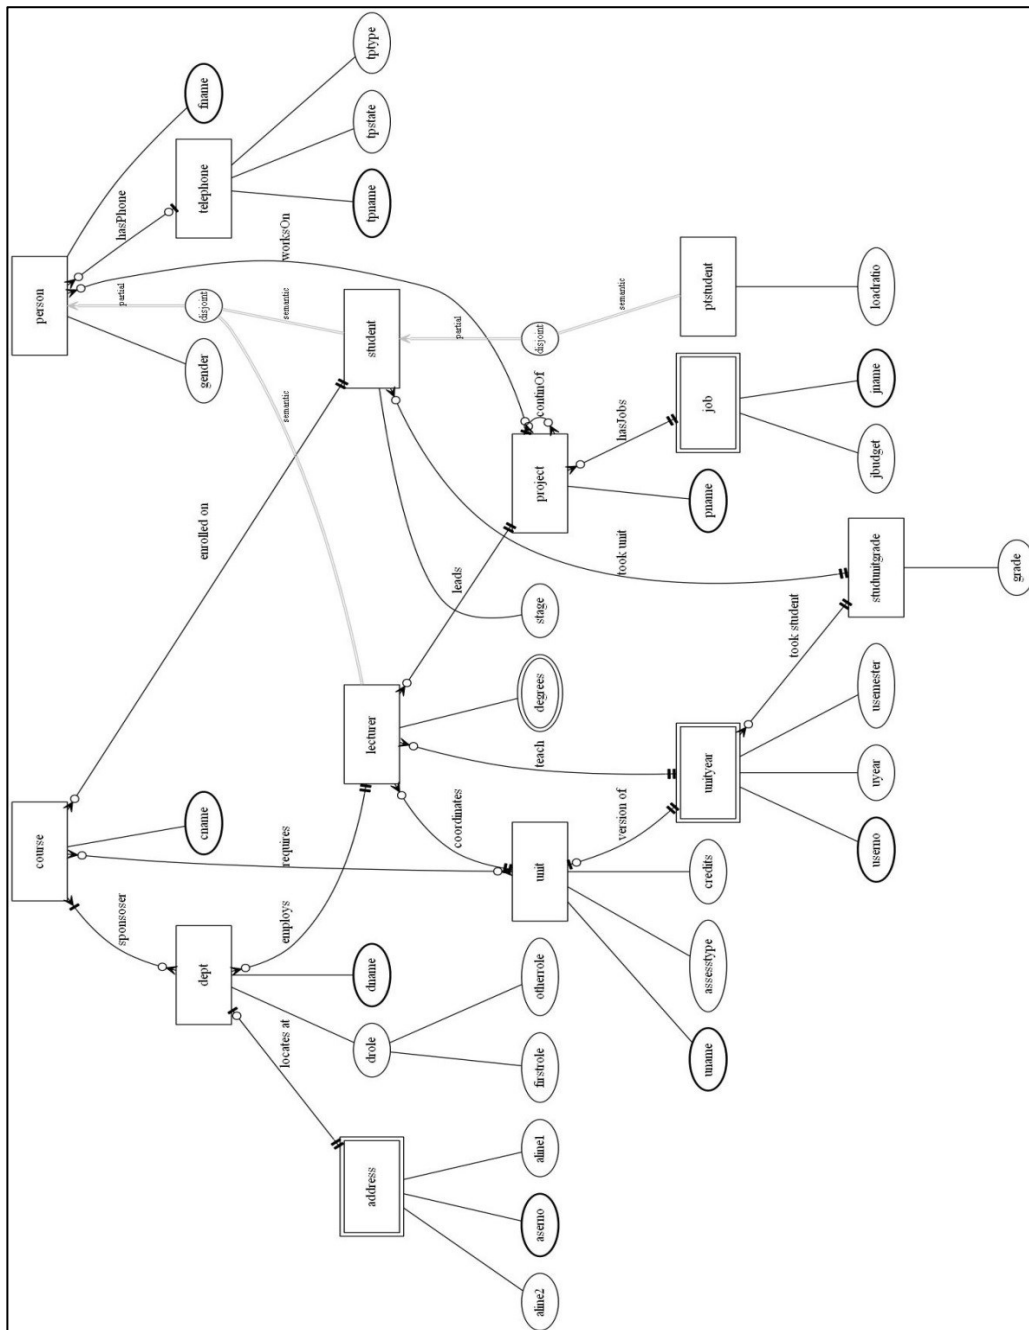 course
person
sponsoser
partial
hasPhone
dept
cname
gender
disjoint
telephone
fname
locates at
employs
requires
enrolled on
semantic
semantic
worksOn
address
drole
dname
lecturer
student
tpname
tpstate
tptype
coordinates
leads
partial
aline2
aserno
aline1
firstrole
otherrole
unit
degrees
stage
project
continOf
disjoint
version of
teach
took unit
hasJobs
semantic
uname
assesstype
credits
unityear
pname
job
ptstudent
took student
userno
uyear
usemester
studunitgrade
jbudget
jname
loadratio
grade